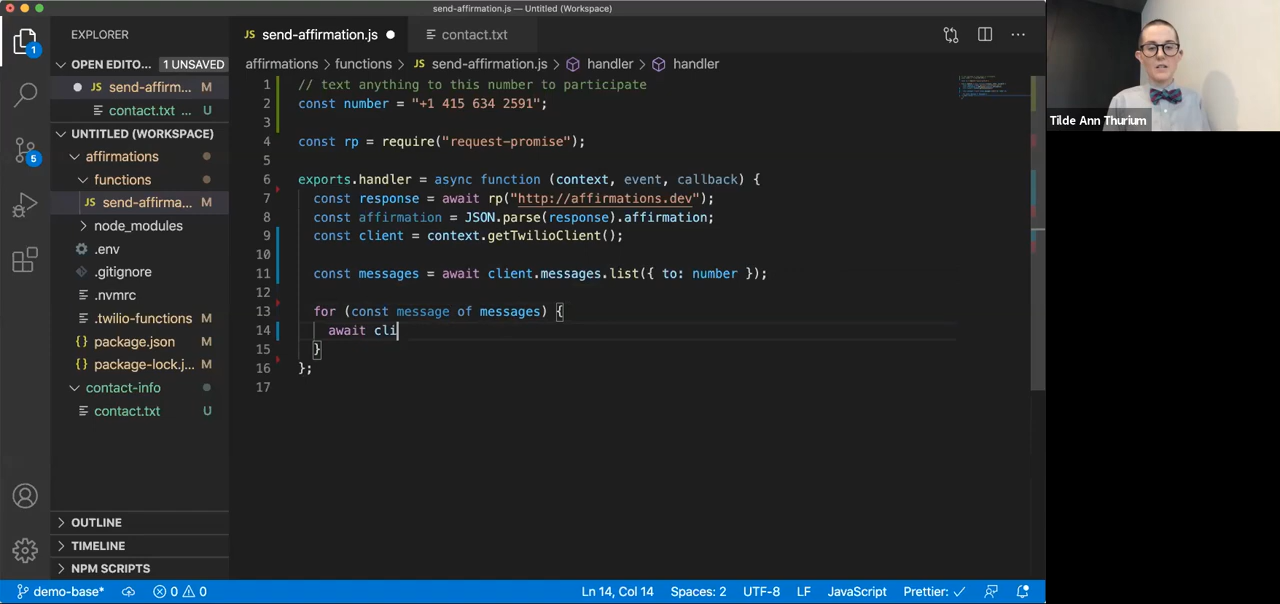 send-affirmation.js — Untitled (Workspace)
EXPLORER
JS send-affirmation.js
contact.txt
OPEN EDITO... 1 UNSAVED
affirmations > functions > JS send-affirmation.js > handler > handler
JS send-affirm... M
contact.txt ... U
UNTITLED (WORKSPACE)
affirmations
functions
JS send-affirma... M
node_modules
.env
.gitignore
.nvmrc
.twilio-functions M
{} package.json M
{} package-lock.j... M
contact-info
contact.txt U
OUTLINE
TIMELINE
NPM SCRIPTS
1
5
1 // text anything to this number to participate
2 const number = "+1 415 634 2591";
3
4 const rp = require("request-promise");
5
6 exports.handler = async function (context, event, callback) {
7 const response = await rp("http://affirmations.dev");
8 const affirmation = JSON.parse(response).affirmation;
9 const client = context.getTwilioClient();
10
11 const messages = await client.messages.list({ to: number });
12
13 for (const message of messages) {
14 await cli
15 }
16 };
17
demo-base* 0 0 Ln 14, Col 14 Spaces: 2 UTF-8 LF JavaScript Prettier: ✓
Tilde Ann Thurium